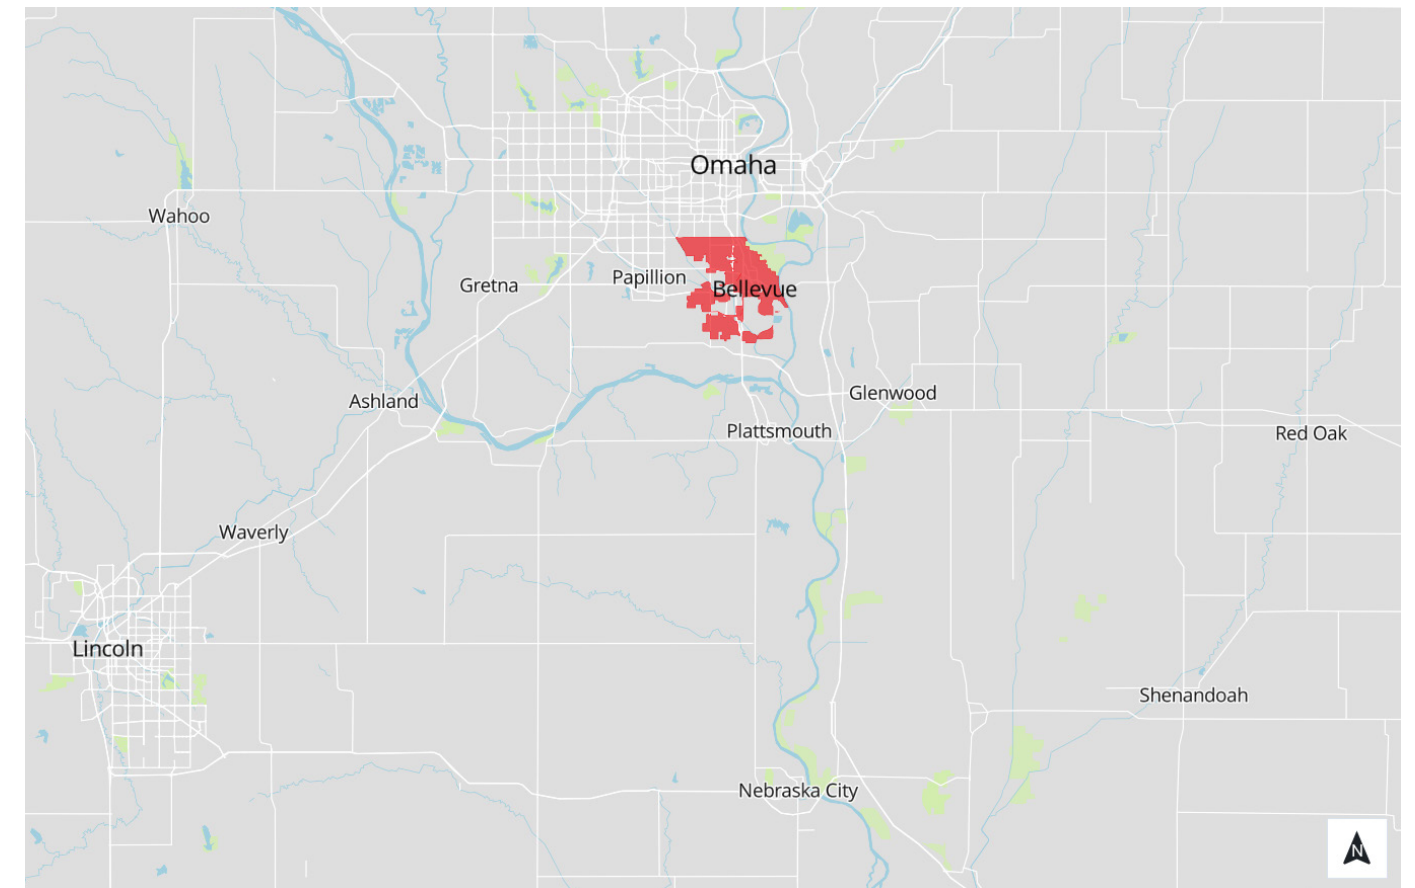 Omaha
Wahoo
Gretna
Papillion
Bellevue
Ashland
Glenwood
Plattsmouth
Red Oak
Waverly
Lincoln
Shenandoah
Nebraska City
N